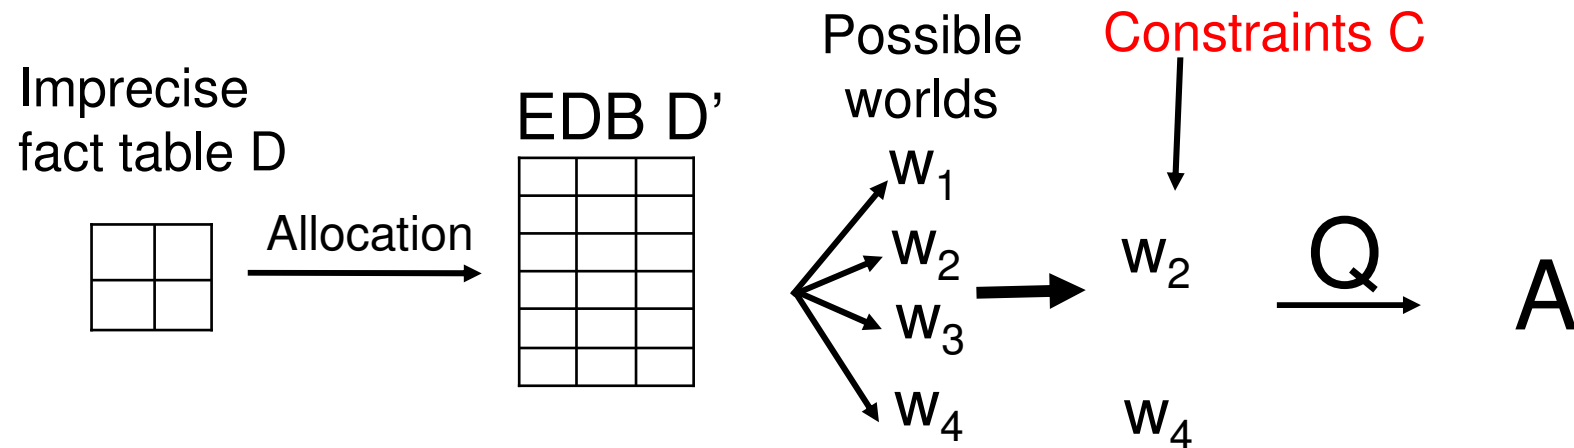 Imprecise
fact table D
Allocation
EDB D’
Possible
worlds
w1
w2
w3
w4
Constraints C
w2
w4
Q
A